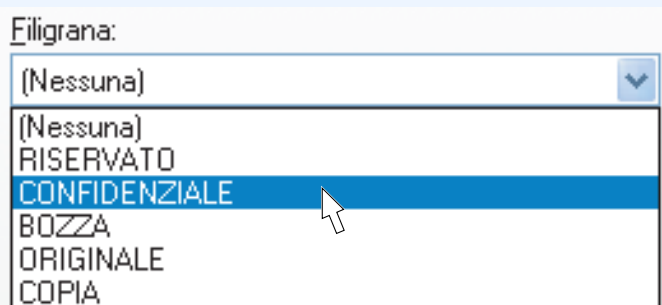 Filigrana:
(Nessuna)
(Nessuna)
RISERVATO
CONFIDENZIALE
BOZZA
ORIGINALE
COPIA